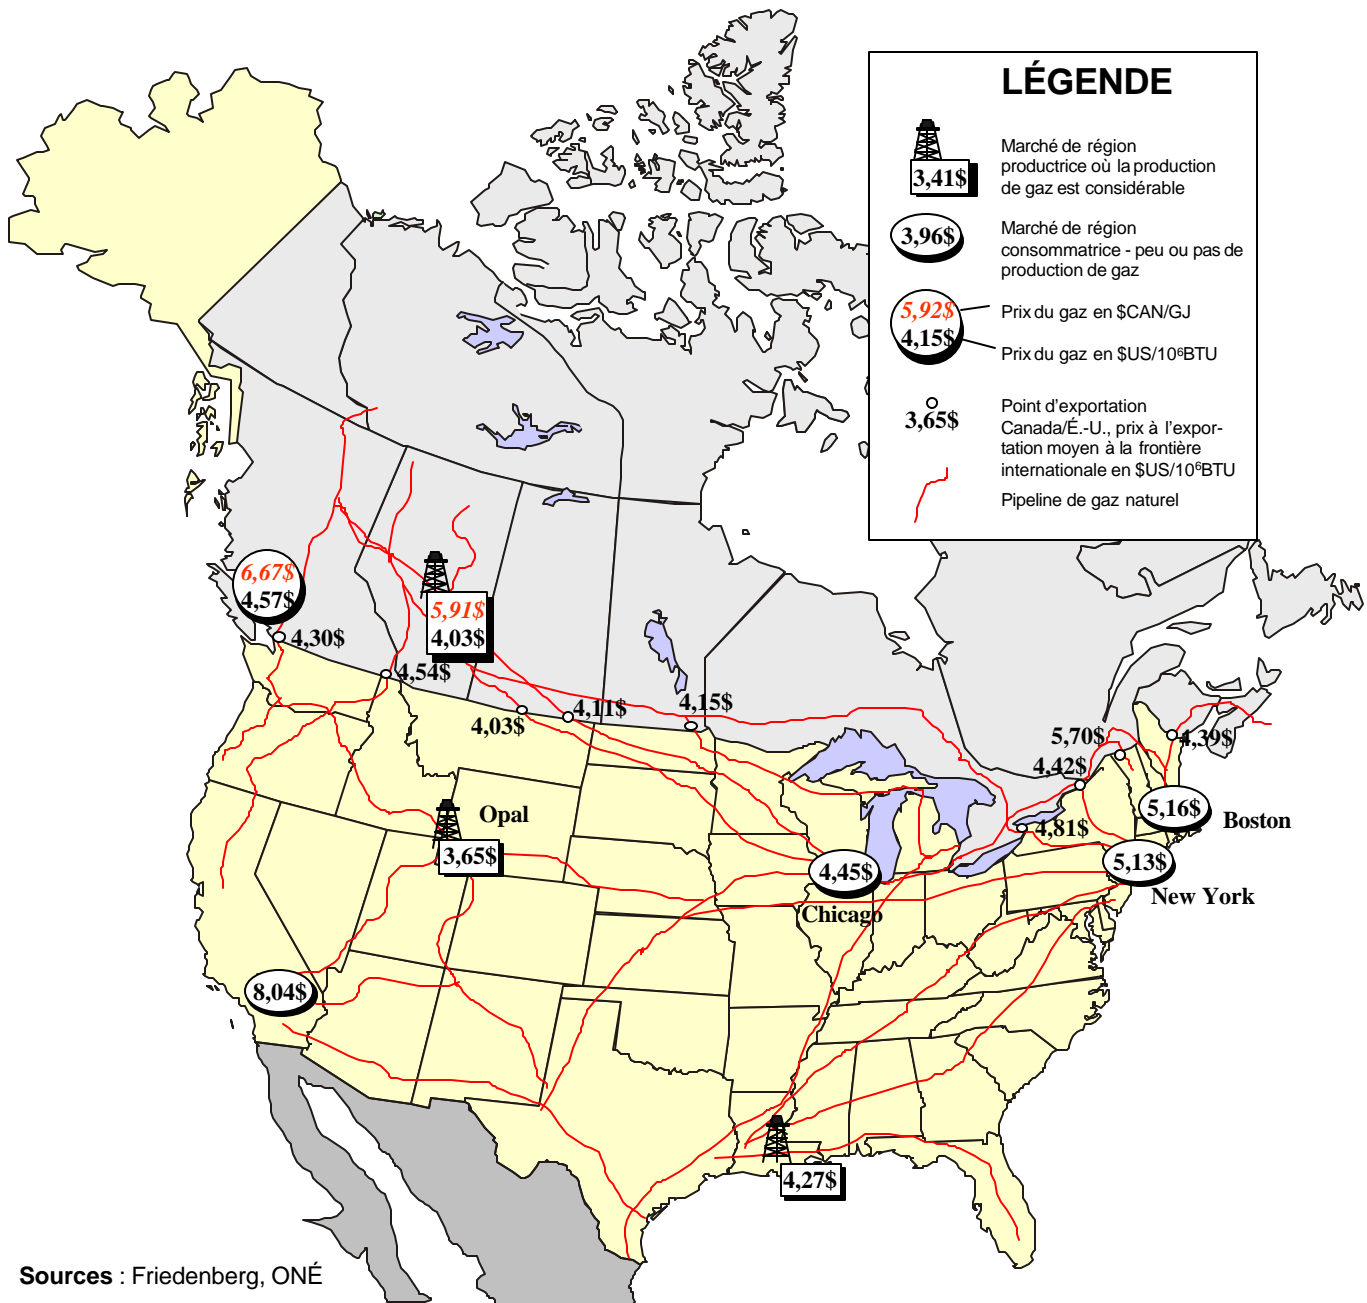 LÉGENDE
3,41$
Marché de région
productrice où la production
de gaz est considérable
3,96$
Marché de région
consommatrice - peu ou pas de
production de gaz
5,92$
4,15$
Prix du gaz en $CAN/GJ
Prix du gaz en $US/10⁶BTU
3,65$
Point d'exportation
Canada/É.-U., prix à l'expor-
tation moyen à la frontière
internationale en $US/10⁶BTU
Pipeline de gaz naturel
6,67$
4,57$
4,30$
5,91$
4,03$
4,54$
4,03$
4,11$
4,15$
5,70$
4,39$
4,42$
4,81$
5,16$
Boston
5,13$
New York
4,45$
Chicago
Opal
3,65$
8,04$
4,27$
Sources : Friedenberg, ONÉ